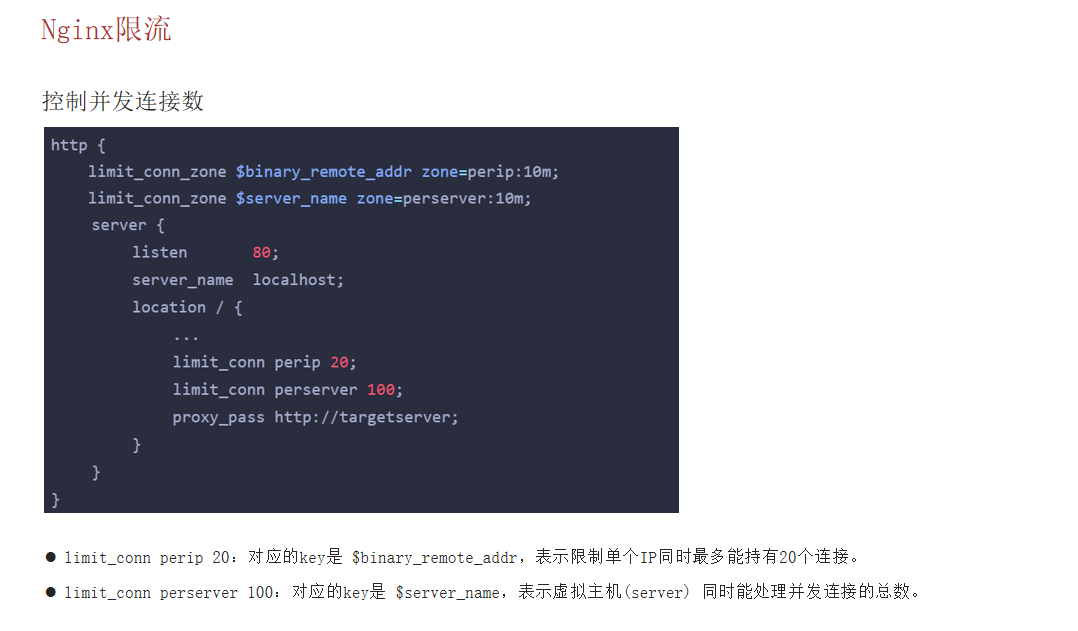 Nginx限流
控制并发连接数
http {
    limit_conn_zone $binary_remote_addr zone=perip:10m;
    limit_conn_zone $server_name zone=perserver:10m;
    server {
        listen       80;
        server_name  localhost;
        location / {
            ...
            limit_conn perip 20;
            limit_conn perserver 100;
            proxy_pass http://targetserver;
        }
    }
}
● limit_conn perip 20：对应的key是 $binary_remote_addr，表示限制单个IP同时最多能持有20个连接。
● limit_conn perserver 100：对应的key是 $server_name，表示虚拟主机(server) 同时能处理并发连接的总数。